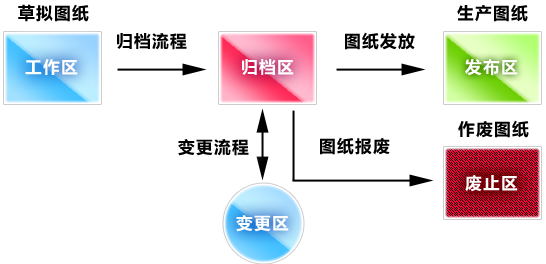 草拟图纸
生产图纸
归档流程
图纸发放
工作区
归档区
发布区
作废图纸
变更流程
图纸报废
废止区
变更区